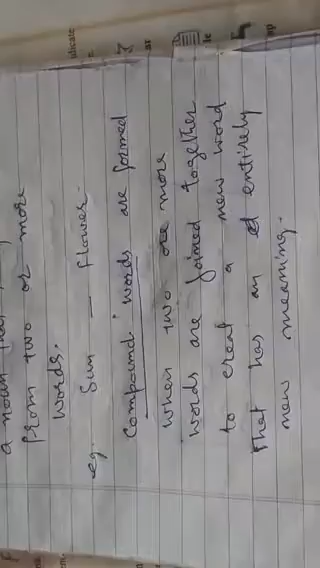 a noun
from two or more
words.
eg. Sun - flower.
Compound words are formed
when two or more
words are joined together
to creat a new word
that has an entirely
new meaning.